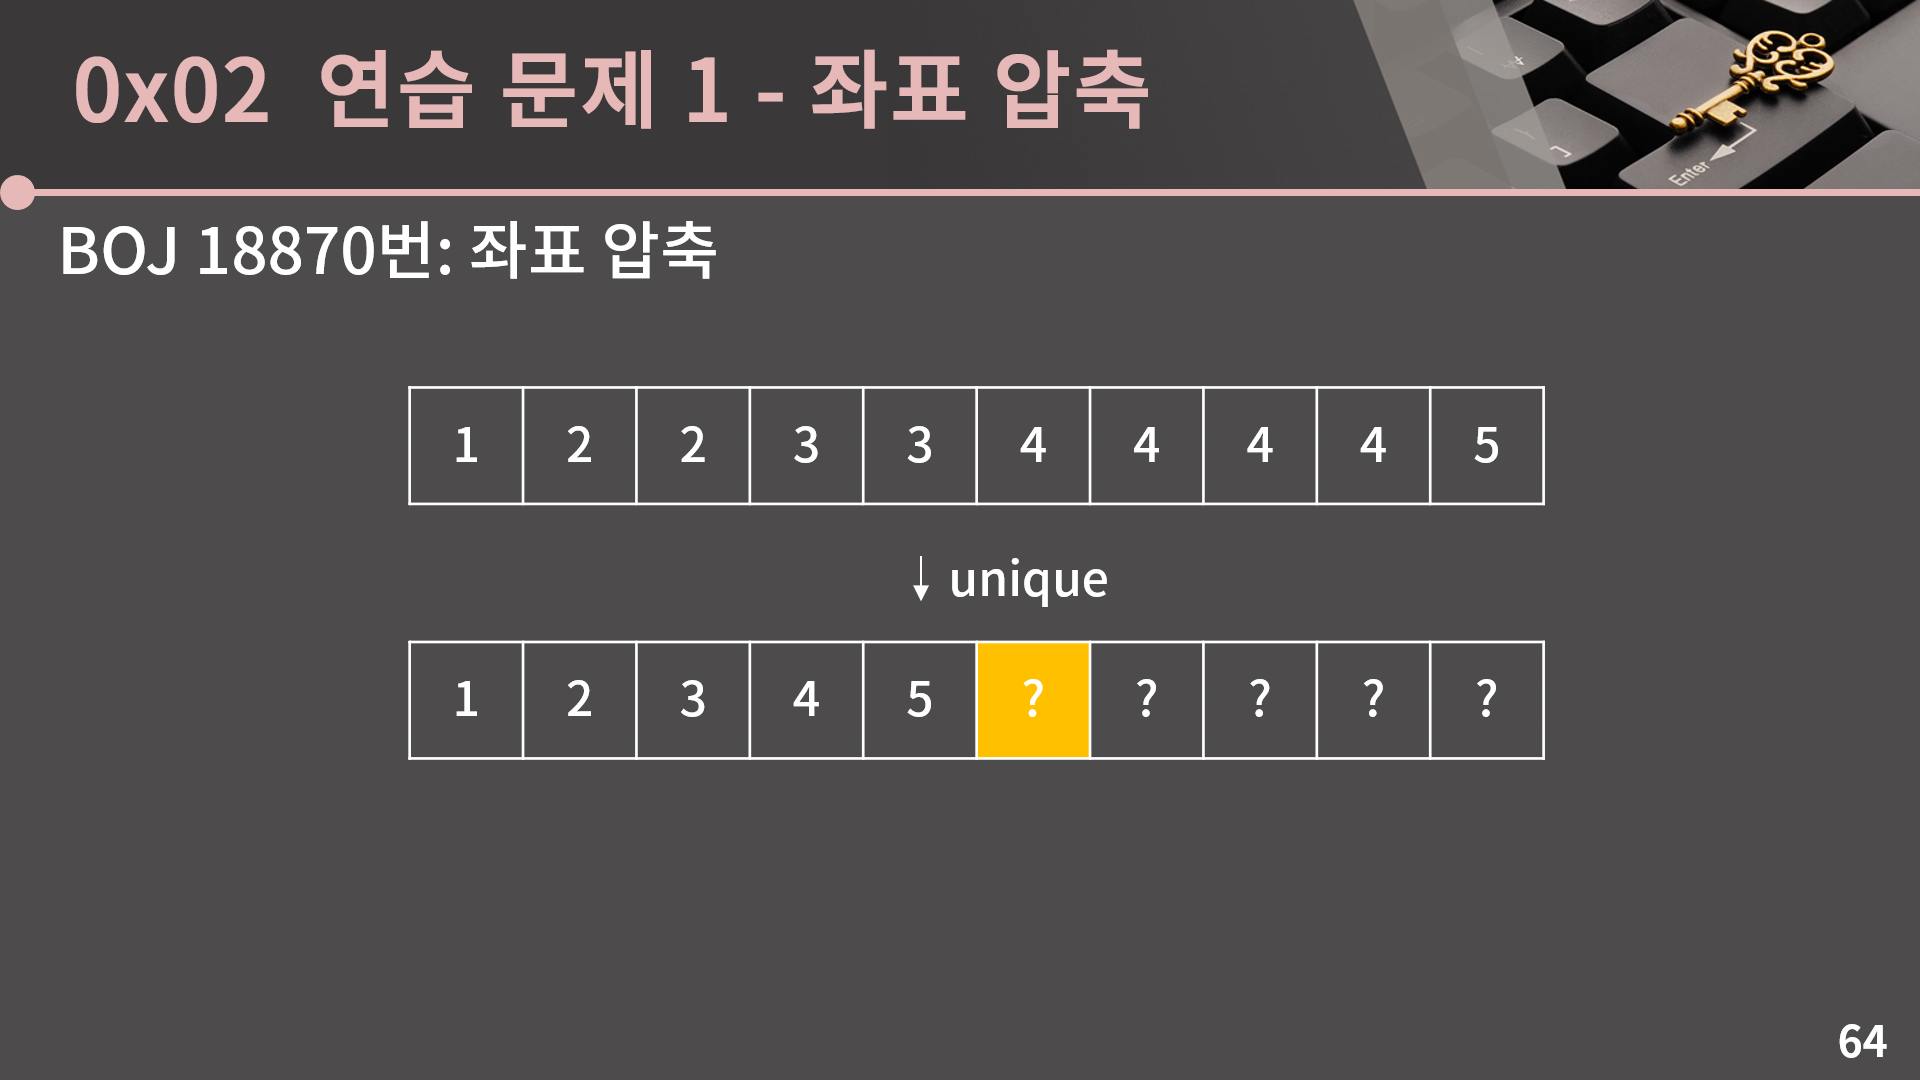 0x02 연습 문제 1 - 좌표 압축
Enter
BOJ 18870번: 좌표 압축
1 2 2 3 3 4 4 4 4 5
↓ unique
1 2 3 4 5 ? ? ? ? ?
64